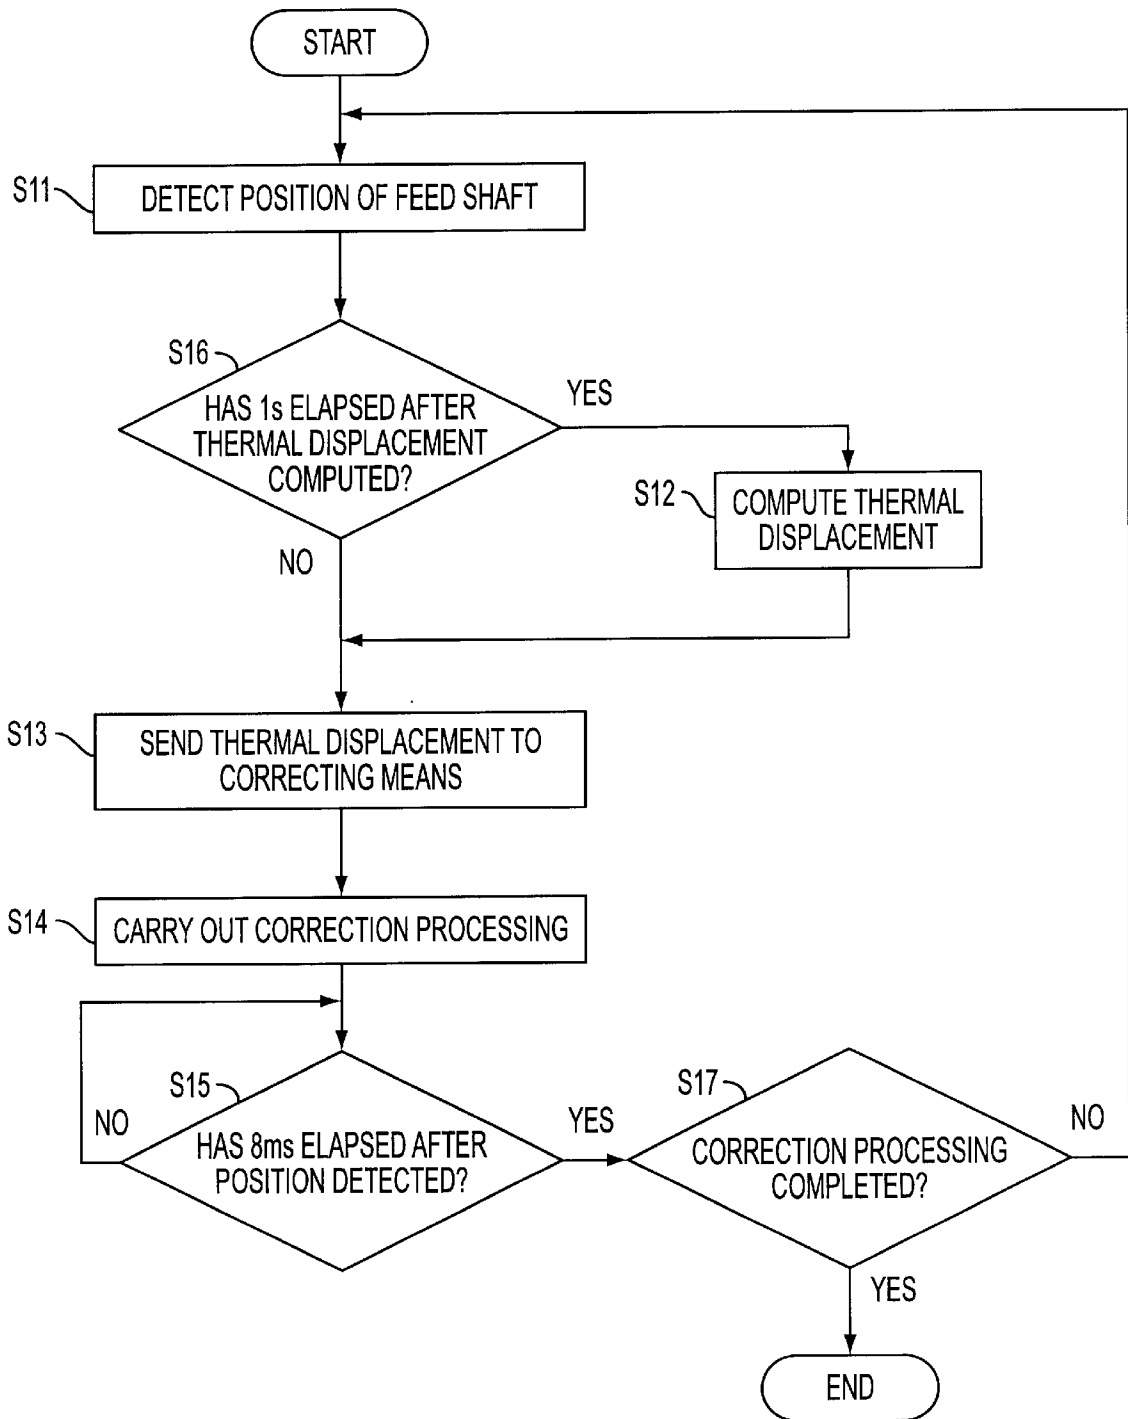 START
S11
DETECT POSITION OF FEED SHAFT
S16
HAS 1s ELAPSED AFTER
THERMAL DISPLACEMENT
COMPUTED?
YES
NO
S12
COMPUTE THERMAL
DISPLACEMENT
S13
SEND THERMAL DISPLACEMENT TO
CORRECTING MEANS
S14
CARRY OUT CORRECTION PROCESSING
S15
NO
HAS 8ms ELAPSED AFTER
POSITION DETECTED?
YES
S17
CORRECTION PROCESSING
COMPLETED?
NO
YES
END